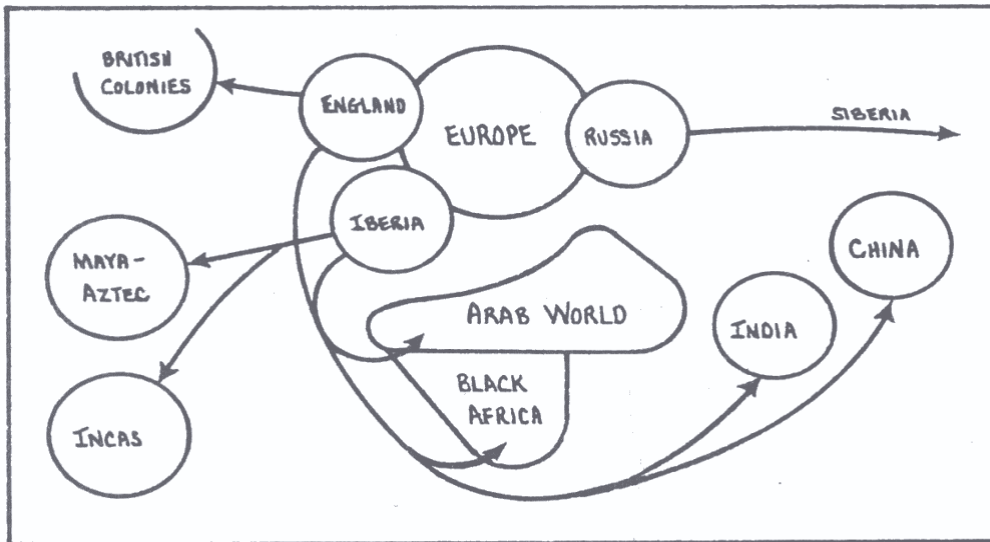 BRITISH
COLONIES
ENGLAND
EUROPE
RUSSIA
SIBERIA
IBERIA
CHINA
MAYA-
AZTEC
ARAB WORLD
INDIA
BLACK
AFRICA
INCAS